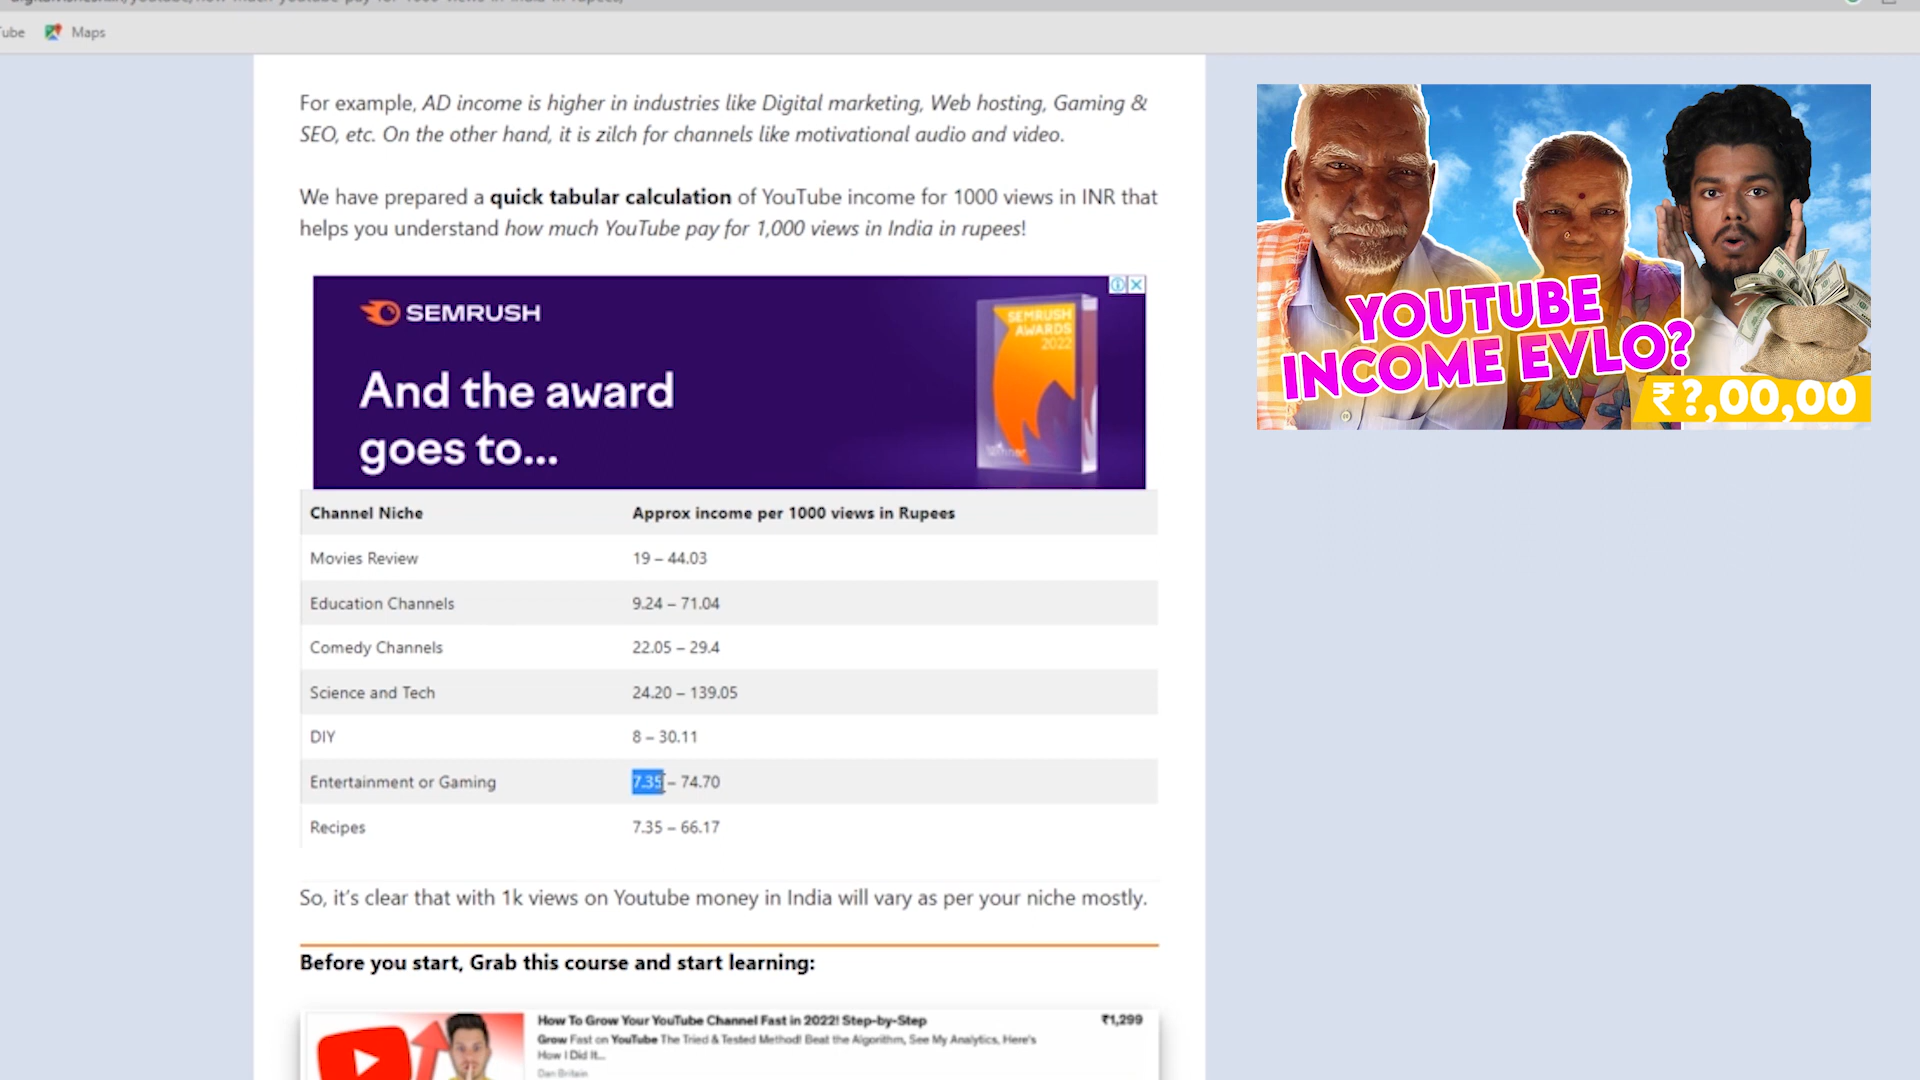 ube Maps
For example, AD income is higher in industries like Digital marketing, Web hosting, Gaming &
SEO, etc. On the other hand, it is zilch for channels like motivational audio and video.
We have prepared a quick tabular calculation of YouTube income for 1000 views in INR that
helps you understand how much YouTube pay for 1,000 views in India in rupees!
SEMRUSH
And the award
goes to...
SEMRUSH
AWARDS
2022
YOUTUBE
INCOME EVLO?
₹?,00,00
Channel Niche Approx income per 1000 views in Rupees
Movies Review 19 – 44.03
Education Channels 9.24 – 71.04
Comedy Channels 22.05 – 29.4
Science and Tech 24.20 – 139.05
DIY 8 – 30.11
Entertainment or Gaming 7.35 – 74.70
Recipes 7.35 – 66.17
So, it's clear that with 1k views on Youtube money in India will vary as per your niche mostly.
Before you start, Grab this course and start learning:
How To Grow Your YouTube Channel Fast in 2022! Step-by-Step ₹1,299
Grow Fast on YouTube The Tried & Tested Method! Beat the Algorithm, See My Analytics, Here's
How I Did It...
Dan Britain